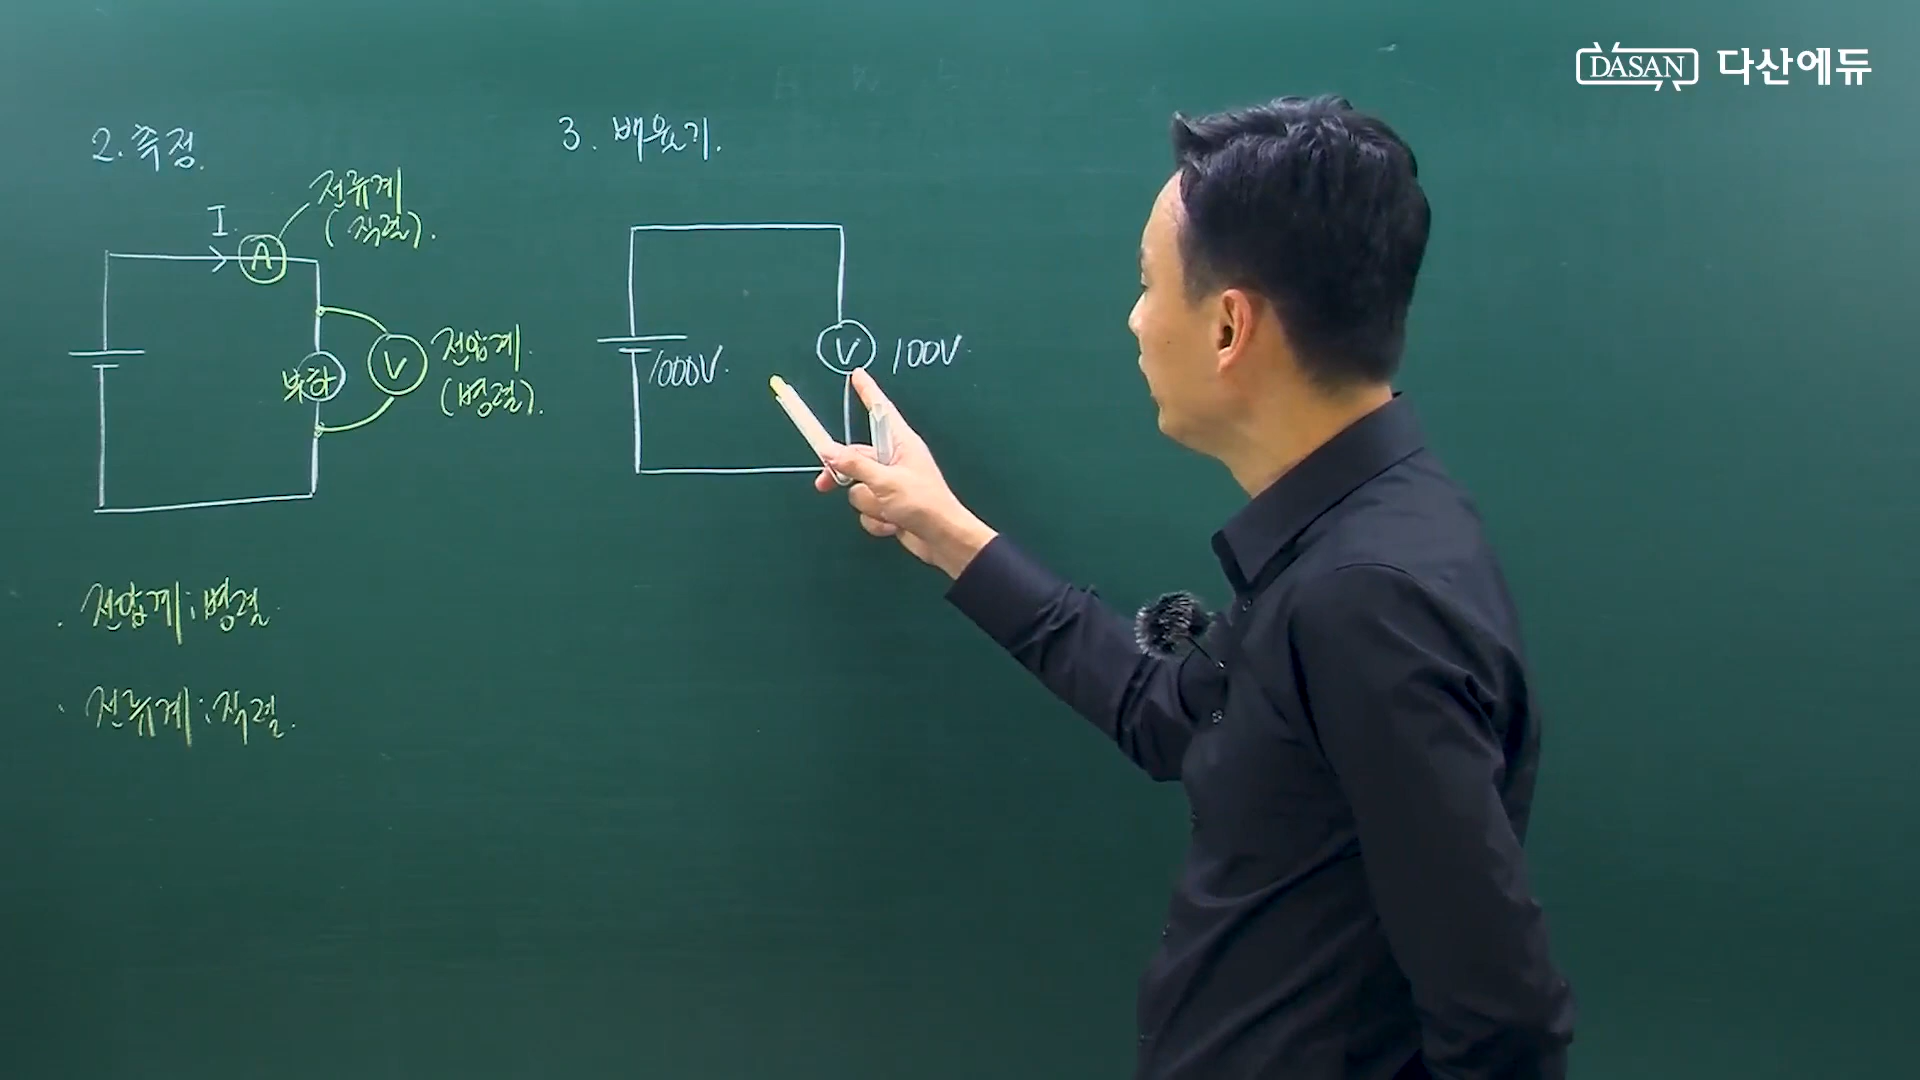 DASAN 다산에듀
2. 측정.
I.
A
전류계
(직렬).
부하
V
전압계.
(병렬).
· 전압계 : 병렬.
· 전류계 : 직렬.
3. 배율기.
1000V.
V
100V.